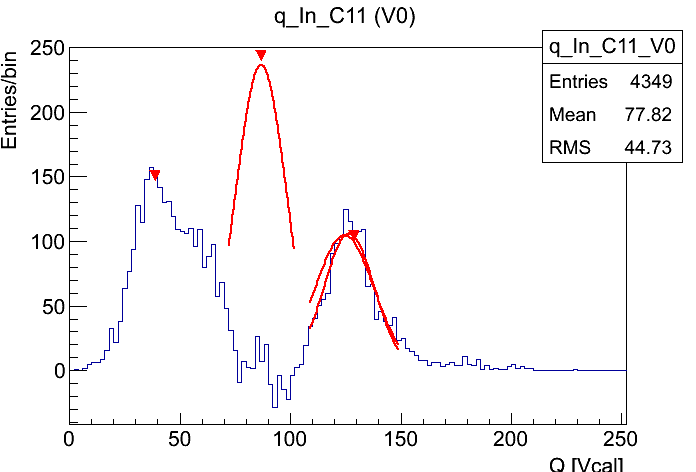 q_In_C11 (V0)
q_In_C11_V0
Entries 4349
Mean 77.82
RMS 44.73
Entries/bin
250
200
150
100
50
0
0 50 100 150 200 250
Q [Vcal]